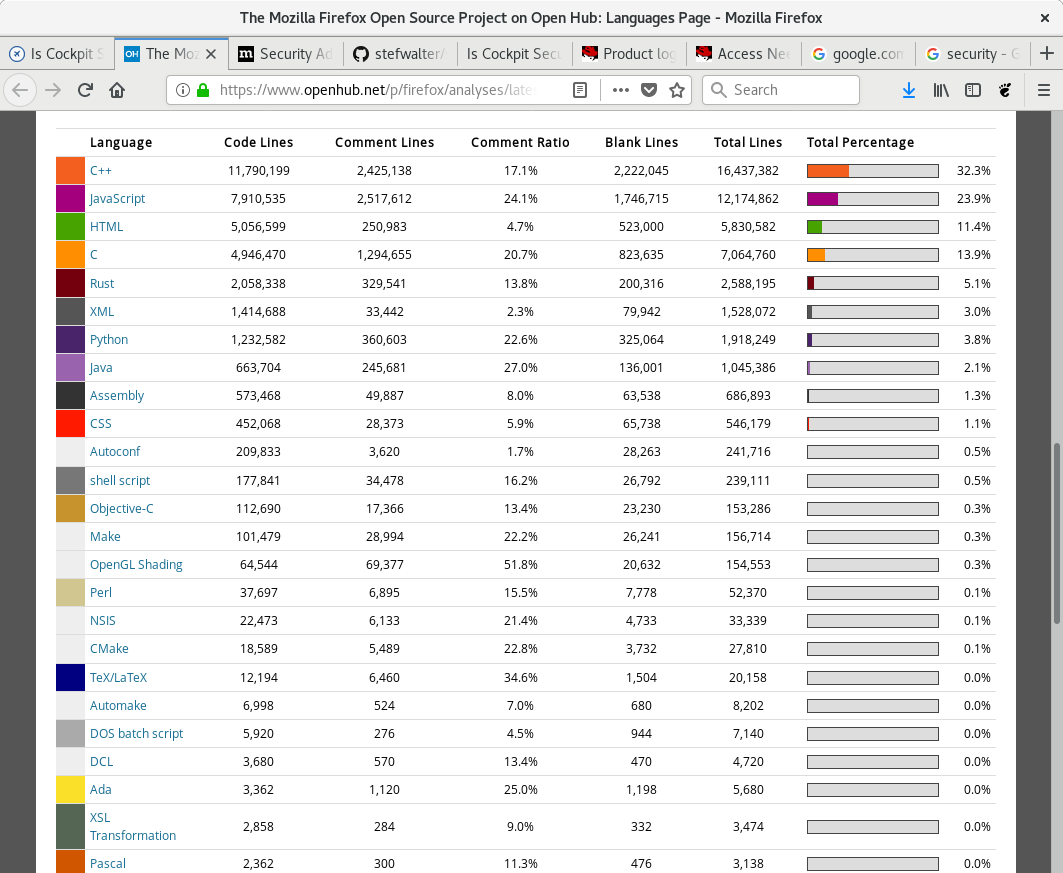 The Mozilla Firefox Open Source Project on Open Hub: Languages Page - Mozilla Firefox
Is Cockpit S
OH The Moz
m Security Ad
stefwalter/
Is Cockpit Secu
Product log
Access Nee
google.com
security - G
https://www.openhub.net/p/firefox/analyses/late
Search
Language Code Lines Comment Lines Comment Ratio Blank Lines Total Lines Total Percentage
C++ 11,790,199 2,425,138 17.1% 2,222,045 16,437,382 32.3%
JavaScript 7,910,535 2,517,612 24.1% 1,746,715 12,174,862 23.9%
HTML 5,056,599 250,983 4.7% 523,000 5,830,582 11.4%
C 4,946,470 1,294,655 20.7% 823,635 7,064,760 13.9%
Rust 2,058,338 329,541 13.8% 200,316 2,588,195 5.1%
XML 1,414,688 33,442 2.3% 79,942 1,528,072 3.0%
Python 1,232,582 360,603 22.6% 325,064 1,918,249 3.8%
Java 663,704 245,681 27.0% 136,001 1,045,386 2.1%
Assembly 573,468 49,887 8.0% 63,538 686,893 1.3%
CSS 452,068 28,373 5.9% 65,738 546,179 1.1%
Autoconf 209,833 3,620 1.7% 28,263 241,716 0.5%
shell script 177,841 34,478 16.2% 26,792 239,111 0.5%
Objective-C 112,690 17,366 13.4% 23,230 153,286 0.3%
Make 101,479 28,994 22.2% 26,241 156,714 0.3%
OpenGL Shading 64,544 69,377 51.8% 20,632 154,553 0.3%
Perl 37,697 6,895 15.5% 7,778 52,370 0.1%
NSIS 22,473 6,133 21.4% 4,733 33,339 0.1%
CMake 18,589 5,489 22.8% 3,732 27,810 0.1%
TeX/LaTeX 12,194 6,460 34.6% 1,504 20,158 0.0%
Automake 6,998 524 7.0% 680 8,202 0.0%
DOS batch script 5,920 276 4.5% 944 7,140 0.0%
DCL 3,680 570 13.4% 470 4,720 0.0%
Ada 3,362 1,120 25.0% 1,198 5,680 0.0%
XSL
Transformation 2,858 284 9.0% 332 3,474 0.0%
Pascal 2,362 300 11.3% 476 3,138 0.0%